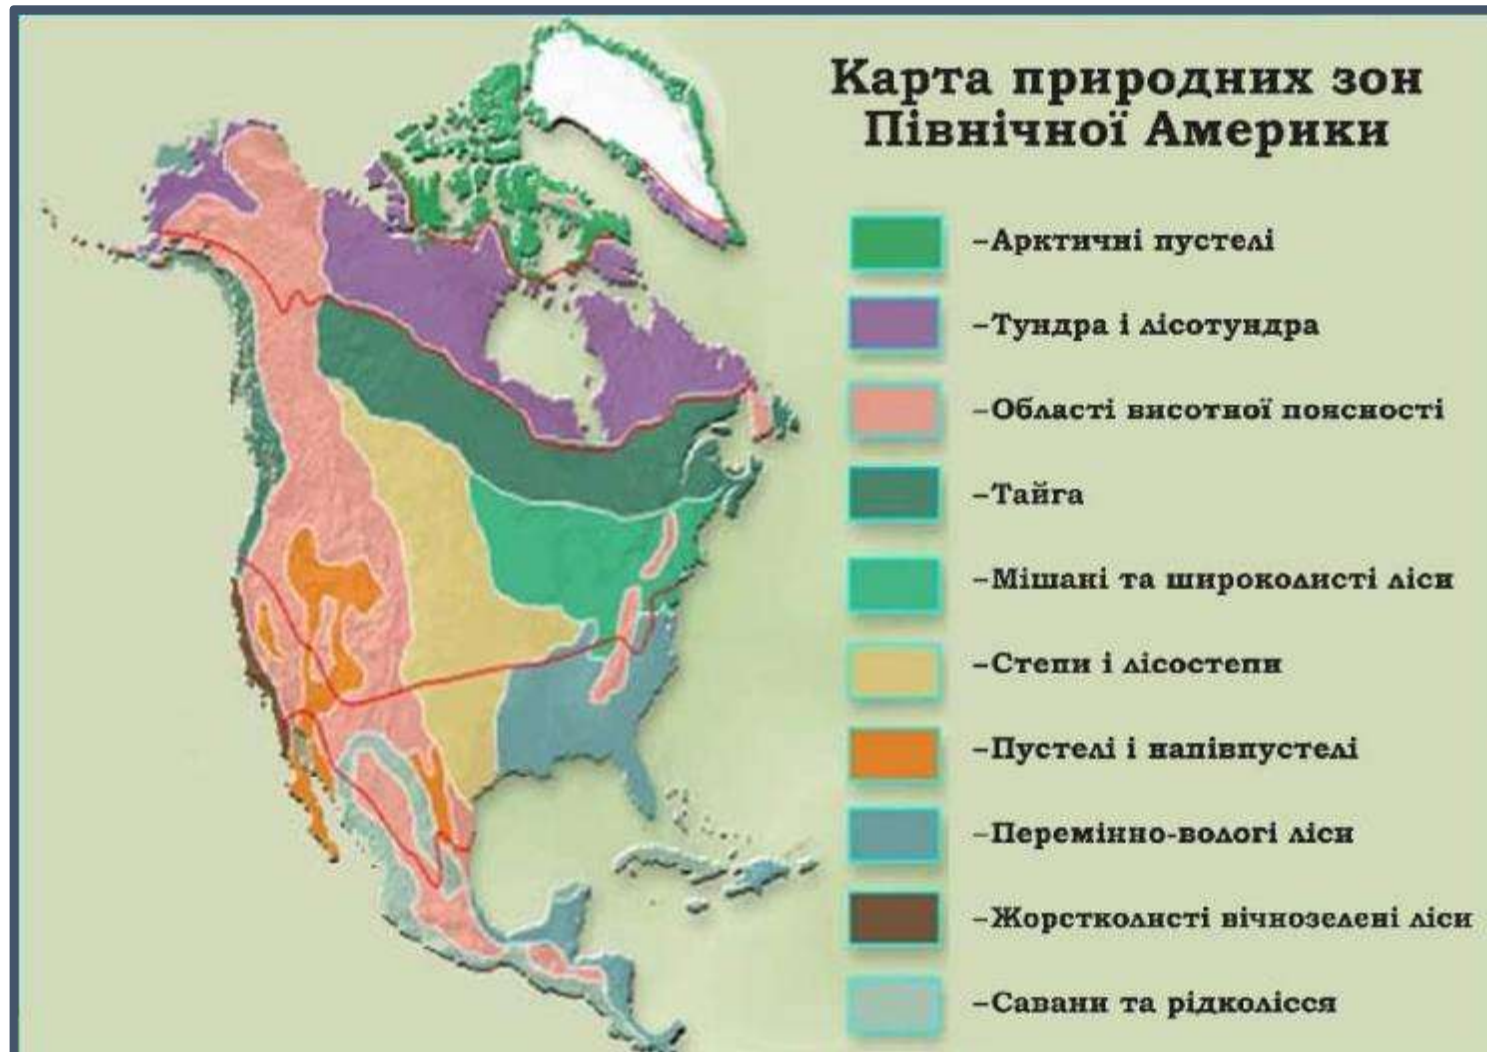 Карта природних зон
Північної Америки
–Арктичні пустелі
–Тундра і лісотундра
–Області висотної поясності
–Тайга
–Мішані та широколисті ліси
–Степи і лісостепи
–Пустелі і напівпустелі
–Перемінно-вологі ліси
–Жорстколисті вічнозелені ліси
–Савани та рідколісся